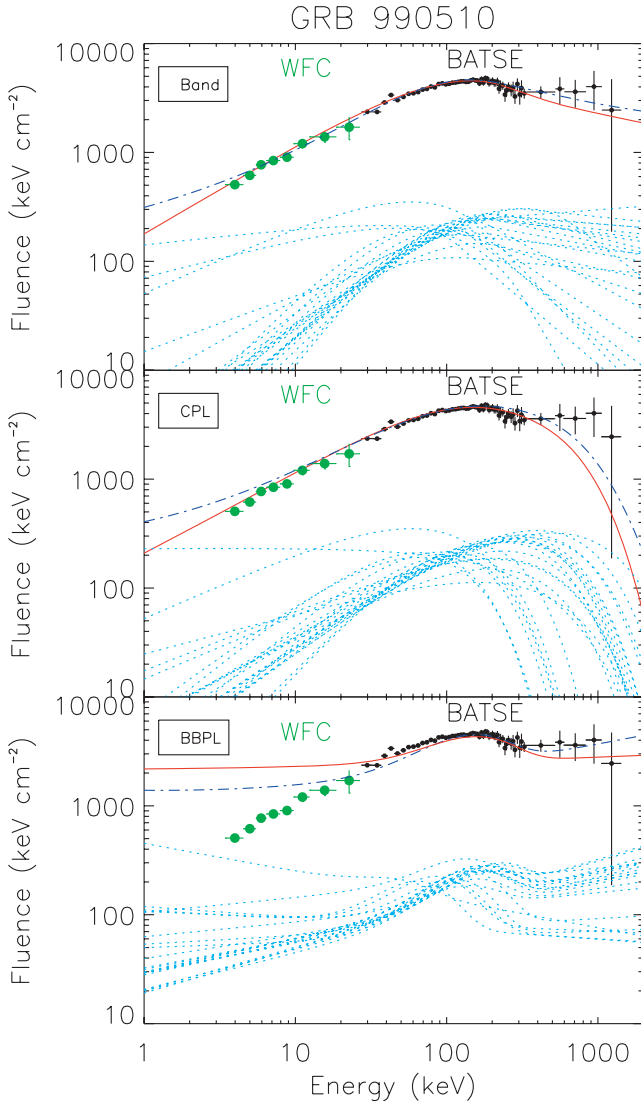 GRB 990510
10000
1000
100
10
Fluence (keV cm⁻²)
Band
WFC
BATSE
10000
1000
100
10
Fluence (keV cm⁻²)
CPL
WFC
BATSE
10000
1000
100
10
Fluence (keV cm⁻²)
BBPL
WFC
BATSE
1 10 100 1000
Energy (keV)